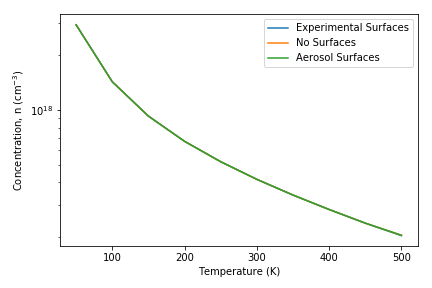 Experimental Surfaces
No Surfaces
Aerosol Surfaces
Concentration, n (cm⁻³)
10¹⁸
100
200
300
400
500
Temperature (K)